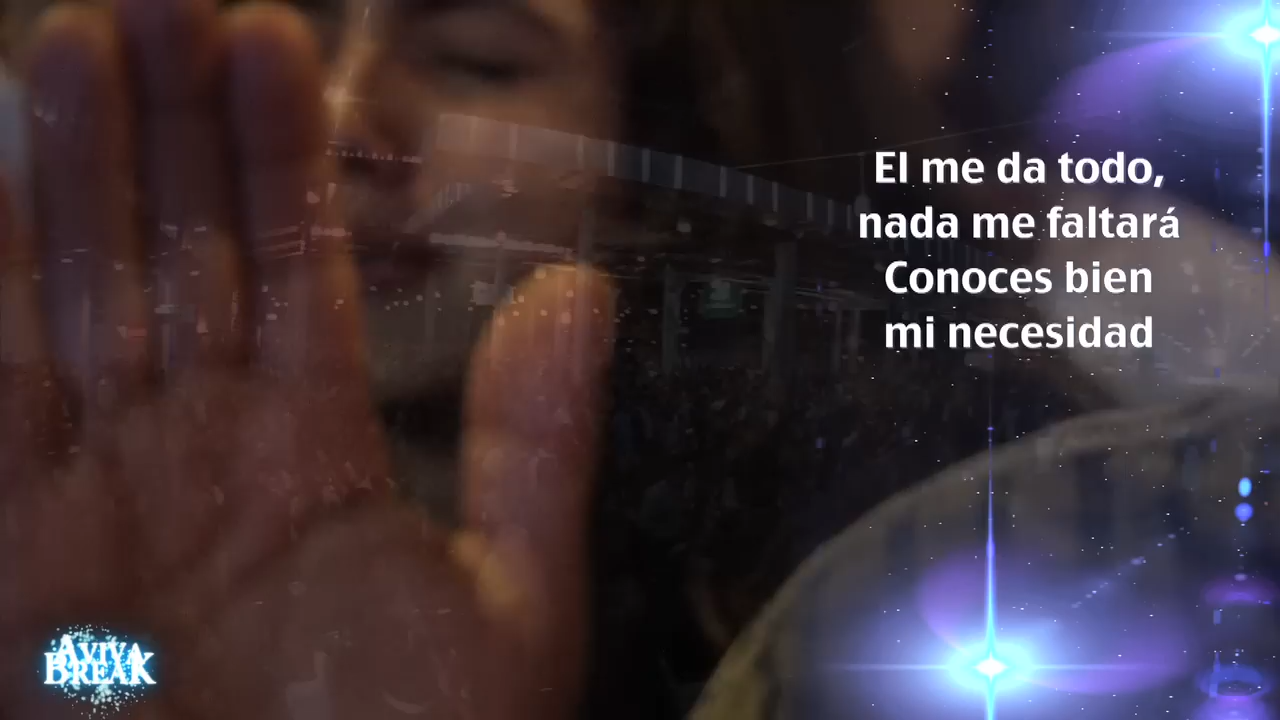 El me da todo,
nada me faltará
Conoces bien
mi necesidad
AVIVA
BREAK